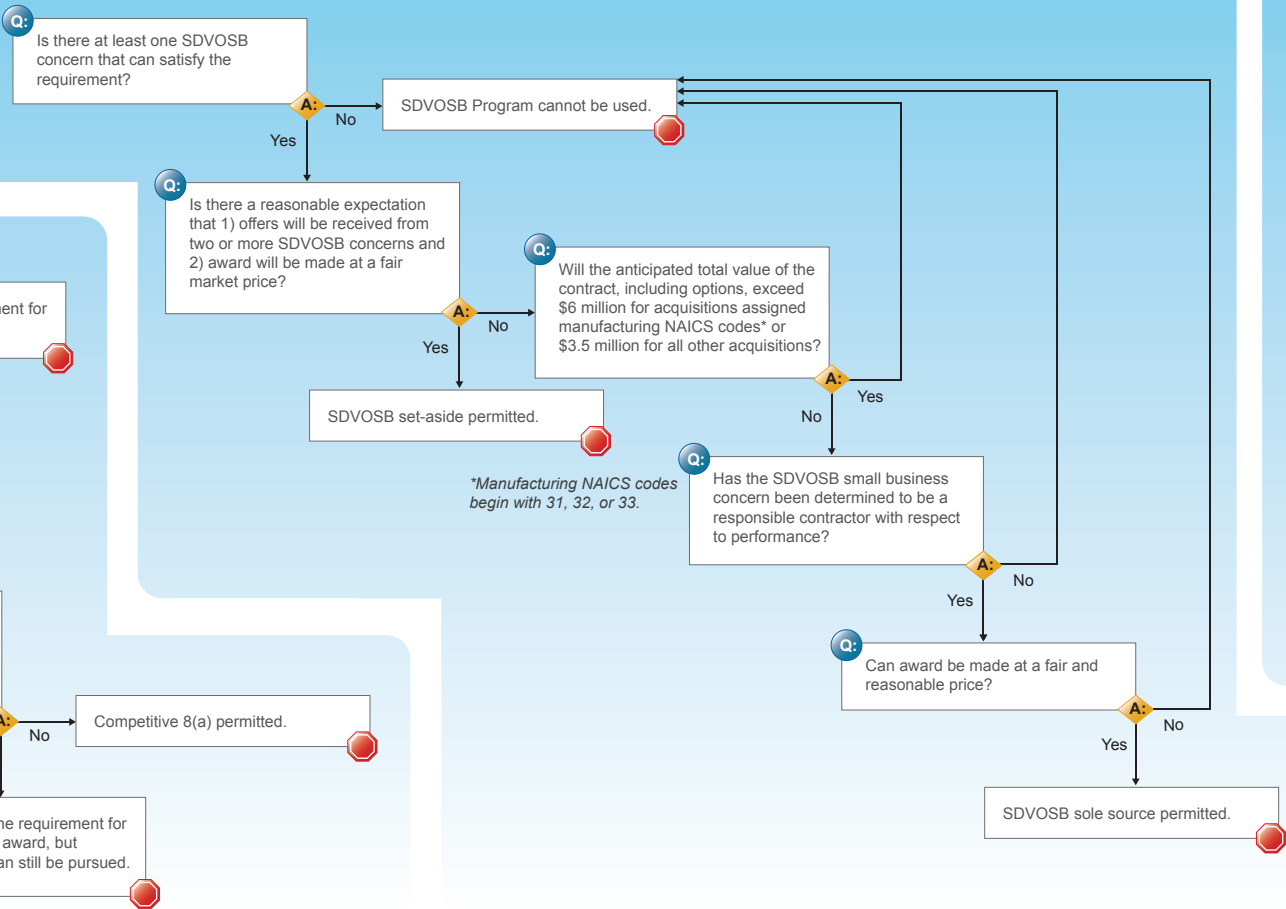 Q:
Is there at least one SDVOSB
concern that can satisfy the
requirement?
A:
No
Yes
SDVOSB Program cannot be used.
Q:
Is there a reasonable expectation
that 1) offers will be received from
two or more SDVOSB concerns and
2) award will be made at a fair
market price?
A:
No
Yes
SDVOSB set-aside permitted.
Q:
Will the anticipated total value of the
contract, including options, exceed
$6 million for acquisitions assigned
manufacturing NAICS codes* or
$3.5 million for all other acquisitions?
A:
Yes
No
*Manufacturing NAICS codes
begin with 31, 32, or 33.
Q:
Has the SDVOSB small business
concern been determined to be a
responsible contractor with respect
to performance?
A:
No
Yes
Q:
Can award be made at a fair and
reasonable price?
A:
No
Yes
SDVOSB sole source permitted.
for
A:
No
Competitive 8(a) permitted.
requirement for
award, but
still be pursued.